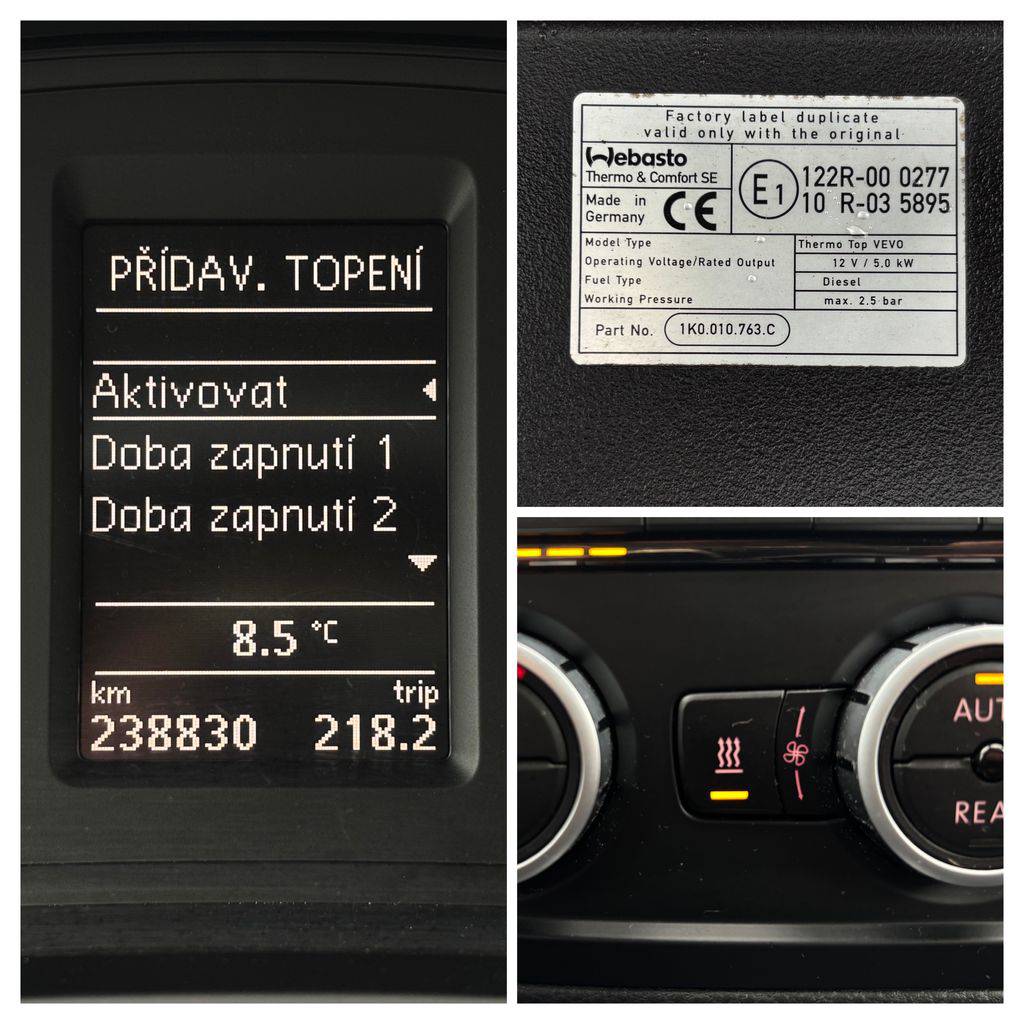 PŘÍDAV. TOPENÍ
Aktivovat
Doba zapnutí 1
Doba zapnutí 2
8.5 °C
km trip
238830 218.2
Factory label duplicate
valid only with the original
Webasto
Thermo & Comfort SE
Made in
Germany
CE
E1
122R-00 0277
10 R-03 5895
Model Type Thermo Top VEVO
Operating Voltage/Rated Output 12 V / 5.0 kW
Fuel Type Diesel
Working Pressure max. 2.5 bar
Part No. 1K0.010.763.C
AUT
REA